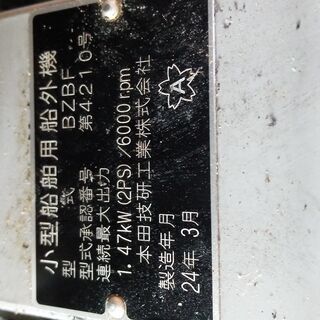 小型船舶用船外機
型式 BZBF
型式承認番号 第4210号
連続最大出力
1.47kW(2PS)/6000rpm
本田技研工業株式会社
製造年月
24年 3月
A